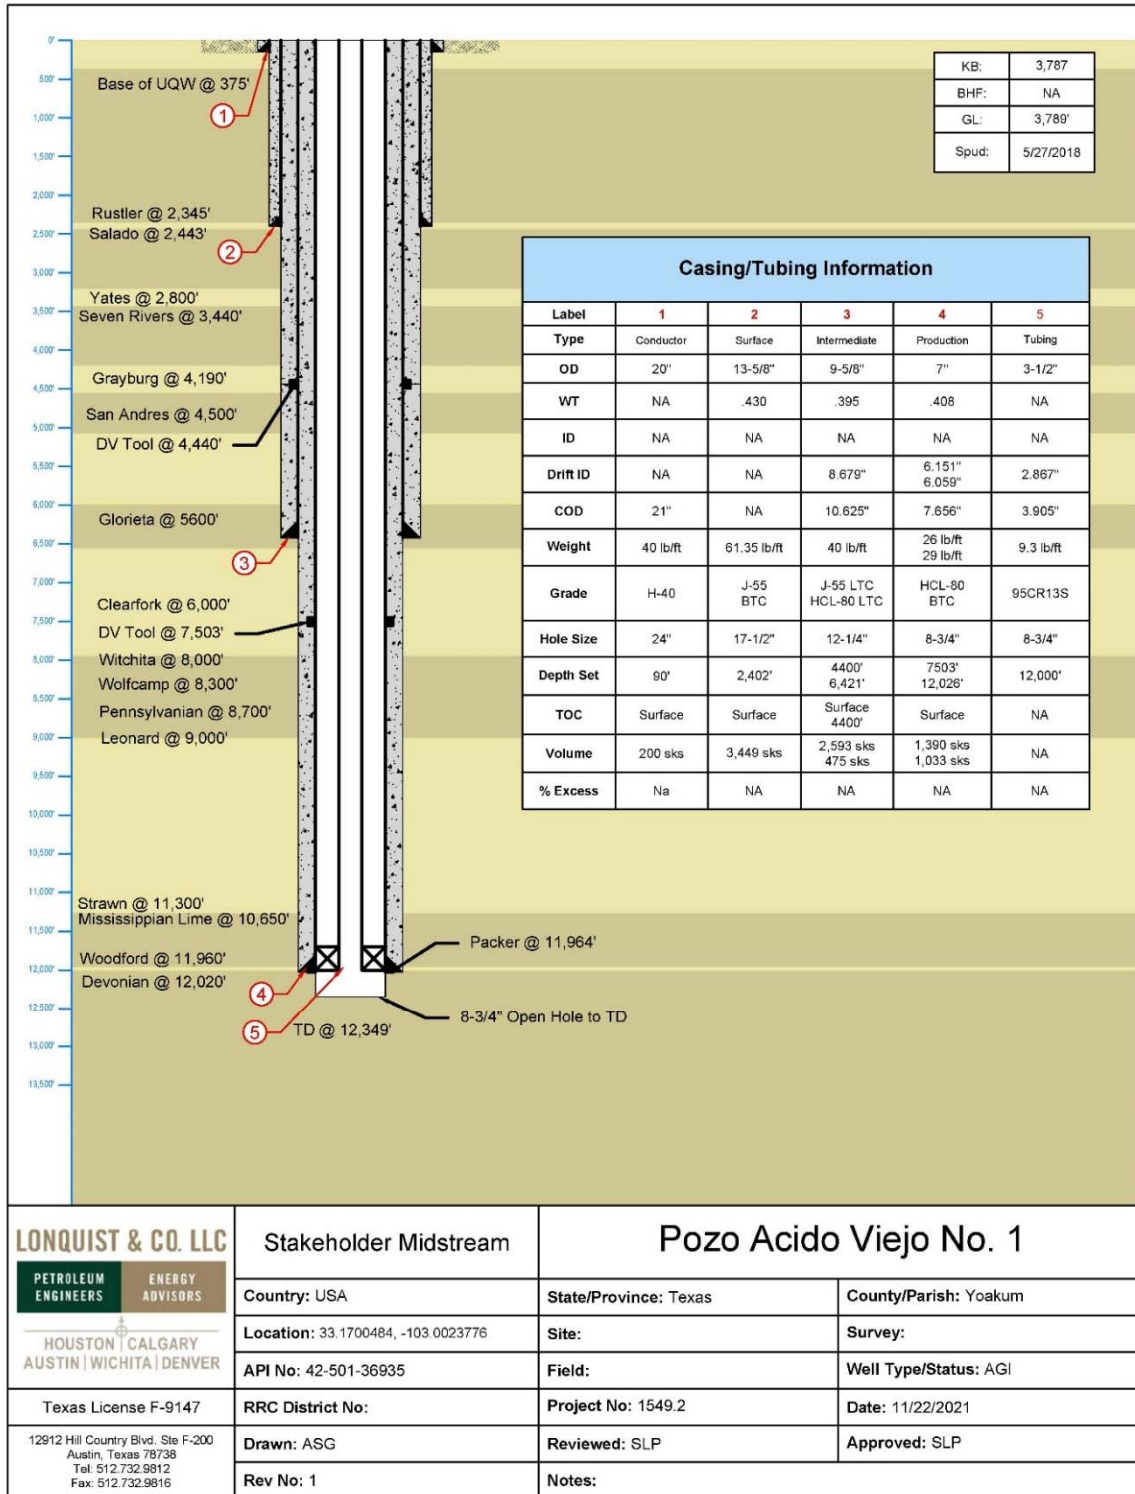 0'
500'
1,000'
1,500'
2,000'
2,500'
3,000'
3,500'
4,000'
4,500'
5,000'
5,500'
6,000'
6,500'
7,000'
7,500'
8,000'
8,500'
9,000'
9,500'
10,000'
10,500'
11,000'
11,500'
12,000'
12,500'
13,000'
13,500'
Base of UQW @ 375'
1
Rustler @ 2,345'
Salado @ 2,443'
2
Yates @ 2,800'
Seven Rivers @ 3,440'
Grayburg @ 4,190'
San Andres @ 4,500'
DV Tool @ 4,440'
Glorieta @ 5600'
3
Clearfork @ 6,000'
DV Tool @ 7,503'
Witchita @ 8,000'
Wolfcamp @ 8,300'
Pennsylvanian @ 8,700'
Leonard @ 9,000'
Strawn @ 11,300'
Mississippian Lime @ 10,650'
Woodford @ 11,960'
Devonian @ 12,020'
4
5
TD @ 12,349'
Packer @ 11,964'
8-3/4" Open Hole to TD
KB: 3,787
BHF: NA
GL: 3,789'
Spud: 5/27/2018
Casing/Tubing Information
Label 1 2 3 4 5
Type Conductor Surface Intermediate Production Tubing
OD 20" 13-5/8" 9-5/8" 7" 3-1/2"
WT NA .430 .395 .408 NA
ID NA NA NA NA NA
Drift ID NA NA 8.679" 6.151" 6.059" 2.867"
COD 21" NA 10.625" 7.656" 3.905"
Weight 40 lb/ft 61.35 lb/ft 40 lb/ft 26 lb/ft 29 lb/ft 9.3 lb/ft
Grade H-40 J-55 BTC J-55 LTC HCL-80 LTC HCL-80 BTC 95CR13S
Hole Size 24" 17-1/2" 12-1/4" 8-3/4" 8-3/4"
Depth Set 90' 2,402' 4400' 6,421' 7503' 12,026' 12,000'
TOC Surface Surface Surface 4400' Surface NA
Volume 200 sks 3,449 sks 2,593 sks 475 sks 1,390 sks 1,033 sks NA
% Excess Na NA NA NA NA
LONQUIST & CO. LLC
PETROLEUM ENGINEERS
ENERGY ADVISORS
HOUSTON | CALGARY
AUSTIN | WICHITA | DENVER
Texas License F-9147
12912 Hill Country Blvd. Ste F-200
Austin, Texas 78738
Tel: 512.732.9812
Fax: 512.732.9816
Stakeholder Midstream
Pozo Acido Viejo No. 1
Country: USA
State/Province: Texas
County/Parish: Yoakum
Location: 33.1700484, -103.0023776
Site:
Survey:
API No: 42-501-36935
Field:
Well Type/Status: AGI
RRC District No:
Project No: 1549.2
Date: 11/22/2021
Drawn: ASG
Reviewed: SLP
Approved: SLP
Rev No: 1
Notes: